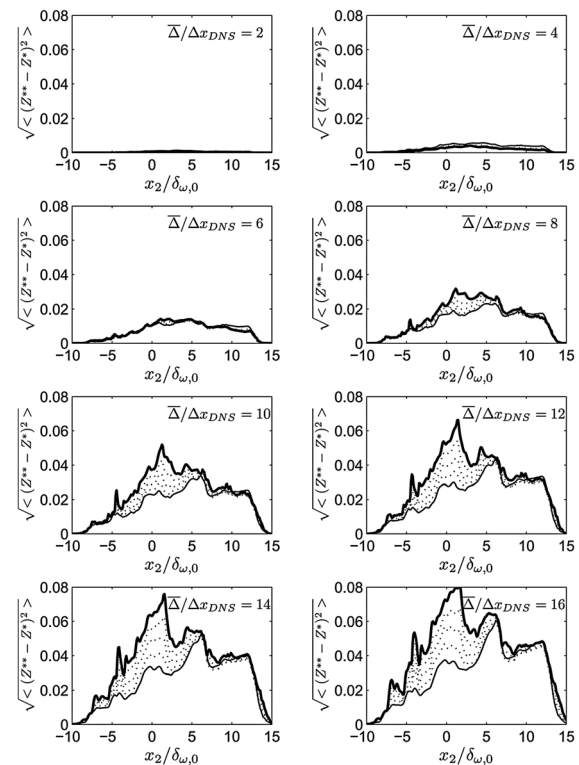 0.08 0.06 0.04 0.02 0
√< (Z** − Z*)² >
Δ̅/Δx_DNS = 2
−10 −5 0 5 10 15
x₂/δ_ω,0
0.08 0.06 0.04 0.02 0
√< (Z** − Z*)² >
Δ̅/Δx_DNS = 4
−10 −5 0 5 10 15
x₂/δ_ω,0
0.08 0.06 0.04 0.02 0
√< (Z** − Z*)² >
Δ̅/Δx_DNS = 6
−10 −5 0 5 10 15
x₂/δ_ω,0
0.08 0.06 0.04 0.02 0
√< (Z** − Z*)² >
Δ̅/Δx_DNS = 8
−10 −5 0 5 10 15
x₂/δ_ω,0
0.08 0.06 0.04 0.02 0
√< (Z** − Z*)² >
Δ̅/Δx_DNS = 10
−10 −5 0 5 10 15
x₂/δ_ω,0
0.08 0.06 0.04 0.02 0
√< (Z** − Z*)² >
Δ̅/Δx_DNS = 12
−10 −5 0 5 10 15
x₂/δ_ω,0
0.08 0.06 0.04 0.02 0
√< (Z** − Z*)² >
Δ̅/Δx_DNS = 14
−10 −5 0 5 10 15
x₂/δ_ω,0
0.08 0.06 0.04 0.02 0
√< (Z** − Z*)² >
Δ̅/Δx_DNS = 16
−10 −5 0 5 10 15
x₂/δ_ω,0